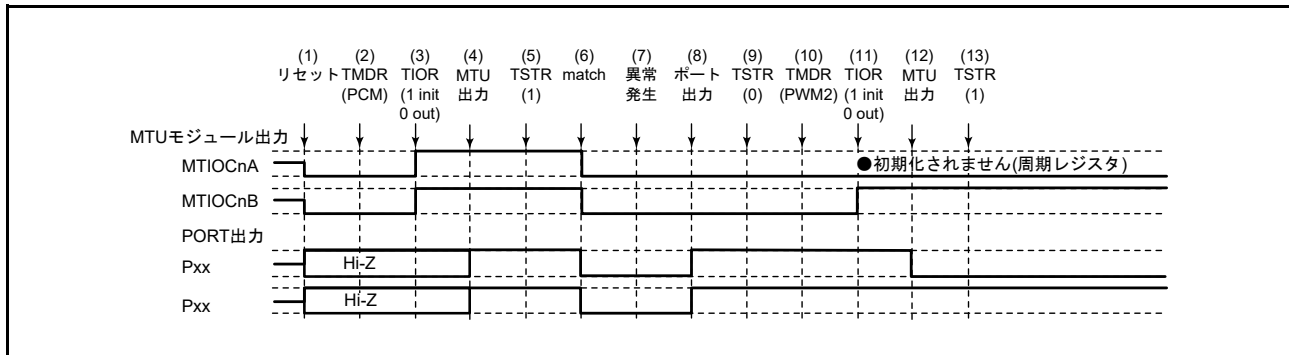 (1) (2) (3) (4) (5) (6) (7) (8) (9) (10) (11) (12) (13)
リセット TMDR TIOR MTU TSTR match 異常 ポート TSTR TMDR TIOR MTU TSTR
(PCM) (1 init 出力 (1) 発生 出力 (0) (PWM2) (1 init 出力 (1)
0 out) 0 out)
MTUモジュール出力
MTIOCnA ●初期化されません(周期レジスタ)
MTIOCnB
PORT出力
Pxx Hi-Z
Pxx Hi-Z